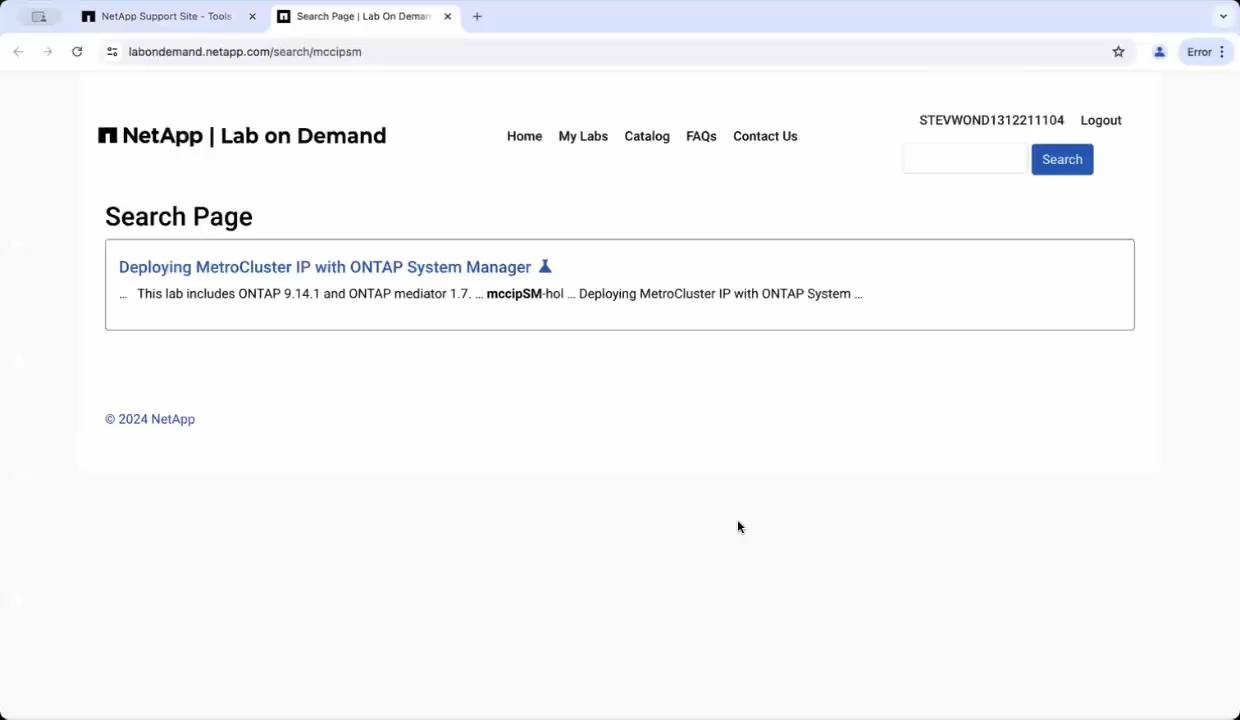 NetApp Support Site - Tools
Search Page | Lab On Deman
labondemand.netapp.com/search/mccipsm
Error
NetApp | Lab on Demand
Home My Labs Catalog FAQs Contact Us
STEVWOND1312211104 Logout
Search
Search Page
Deploying MetroCluster IP with ONTAP System Manager
... This lab includes ONTAP 9.14.1 and ONTAP mediator 1.7. ... mccipSM-hol ... Deploying MetroCluster IP with ONTAP System ...
© 2024 NetApp